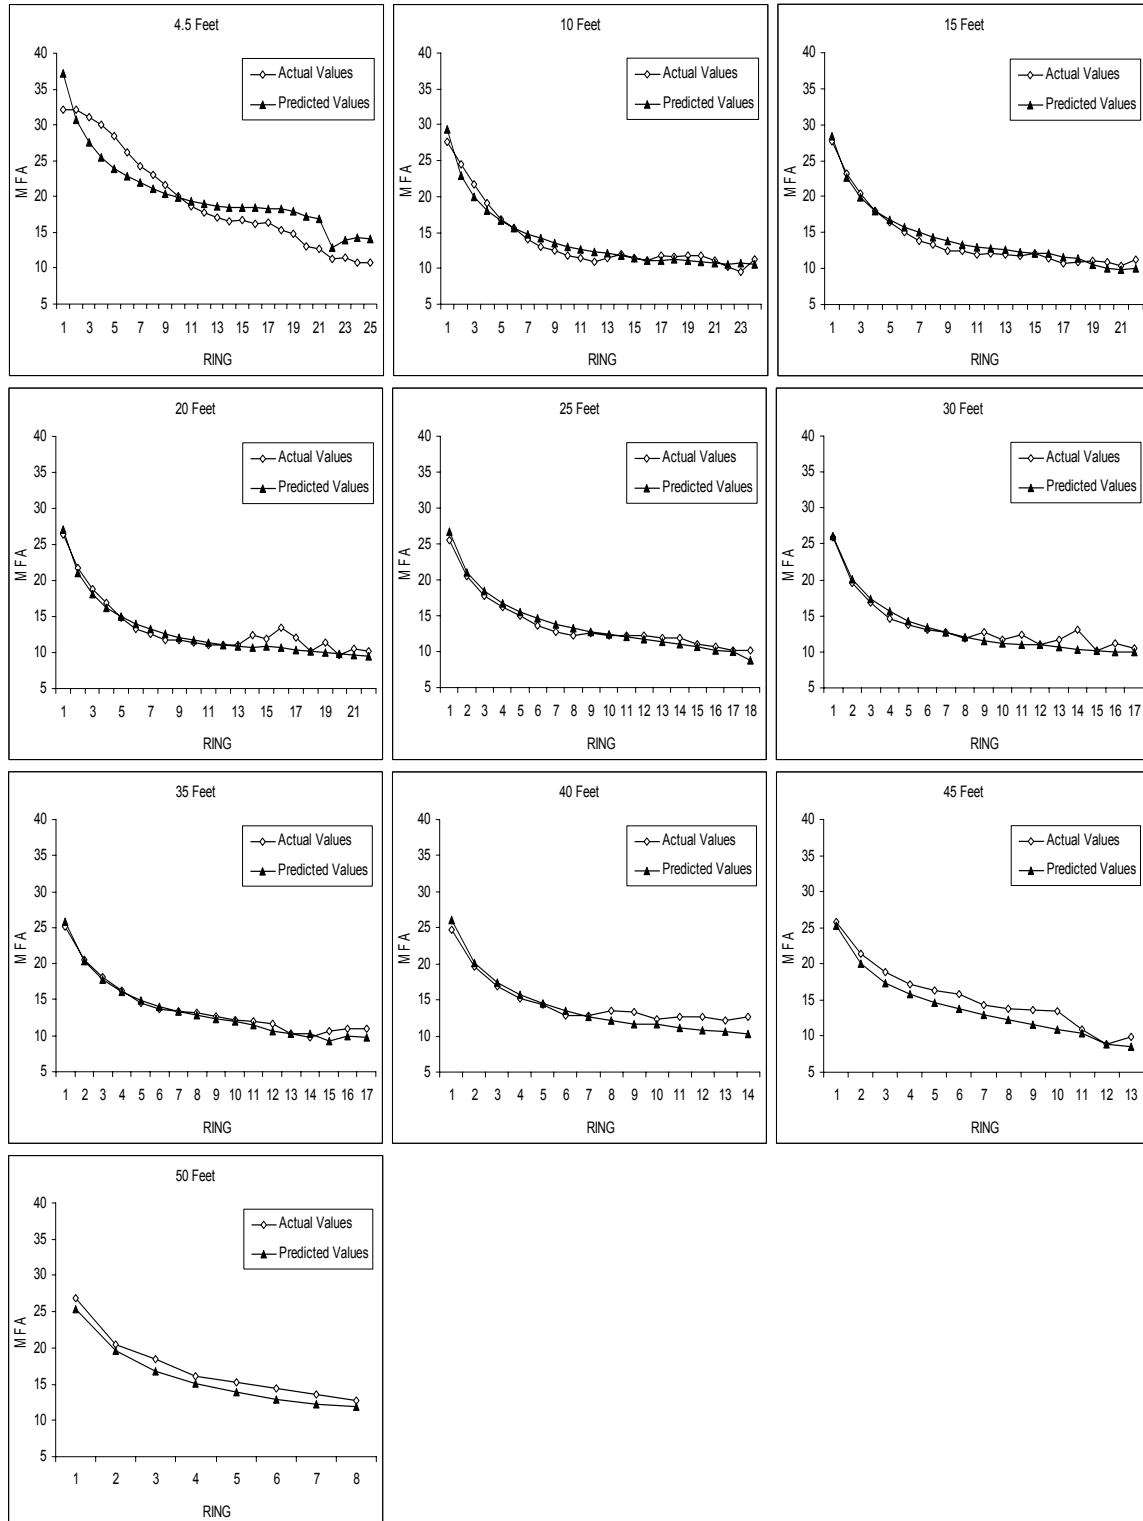 4.5 Feet
40
35
30
25
20
15
10
5
M F A
1 3 5 7 9 11 13 15 17 19 21 23 25
RING
Actual Values
Predicted Values
10 Feet
40
35
30
25
20
15
10
5
M F A
1 3 5 7 9 11 13 15 17 19 21 23
RING
Actual Values
Predicted Values
15 Feet
40
35
30
25
20
15
10
5
M F A
1 3 5 7 9 11 13 15 17 19 21
RING
Actual Values
Predicted Values
20 Feet
40
35
30
25
20
15
10
5
M F A
1 3 5 7 9 11 13 15 17 19 21
RING
Actual Values
Predicted Values
25 Feet
40
35
30
25
20
15
10
5
M F A
1 2 3 4 5 6 7 8 9 10 11 12 13 14 15 16 17 18
RING
Actual Values
Predicted Values
30 Feet
40
35
30
25
20
15
10
5
M F A
1 2 3 4 5 6 7 8 9 10 11 12 13 14 15 16 17
RING
Actual Values
Predicted Values
35 Feet
40
35
30
25
20
15
10
5
M F A
1 2 3 4 5 6 7 8 9 10 11 12 13 14 15 16 17
RING
Actual Values
Predicted Values
40 Feet
40
35
30
25
20
15
10
5
M F A
1 2 3 4 5 6 7 8 9 10 11 12 13 14
RING
Actual Values
Predicted Values
45 Feet
40
35
30
25
20
15
10
5
M F A
1 2 3 4 5 6 7 8 9 10 11 12 13
RING
Actual Values
Predicted Values
50 Feet
40
35
30
25
20
15
10
5
M F A
1 2 3 4 5 6 7 8
RING
Actual Values
Predicted Values